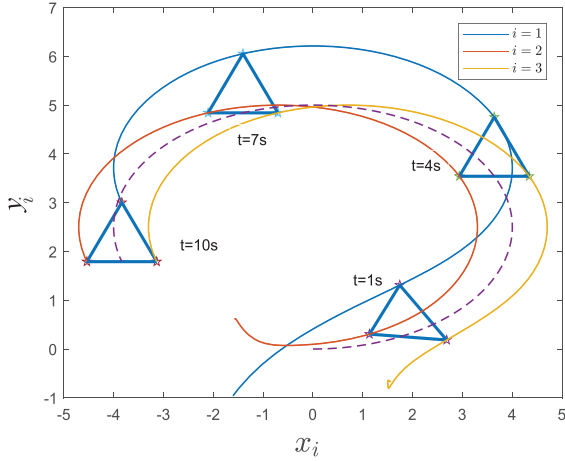 7
6
5
4
3
2
1
0
-1
y_i
i = 1
i = 2
i = 3
t=7s
t=4s
t=10s
t=1s
-5 -4 -3 -2 -1 0 1 2 3 4 5
x_i